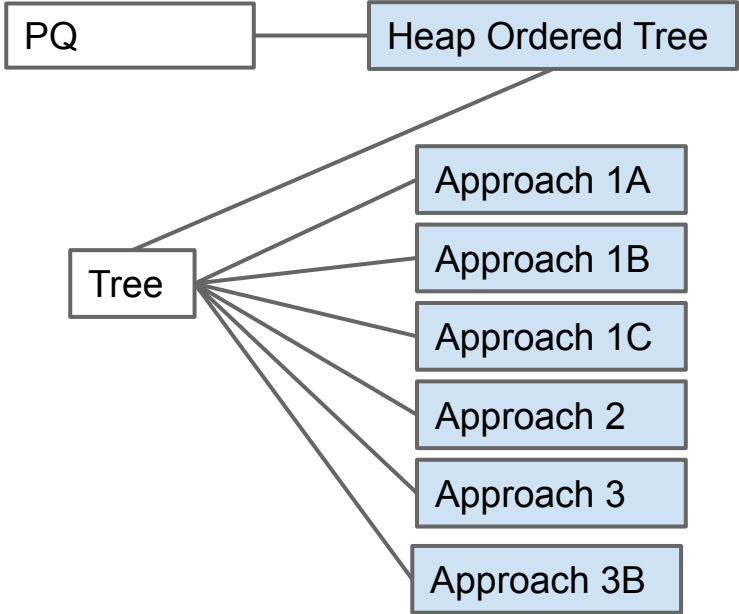 PQ
Heap Ordered Tree
Approach 1A
Approach 1B
Tree
Approach 1C
Approach 2
Approach 3
Approach 3B